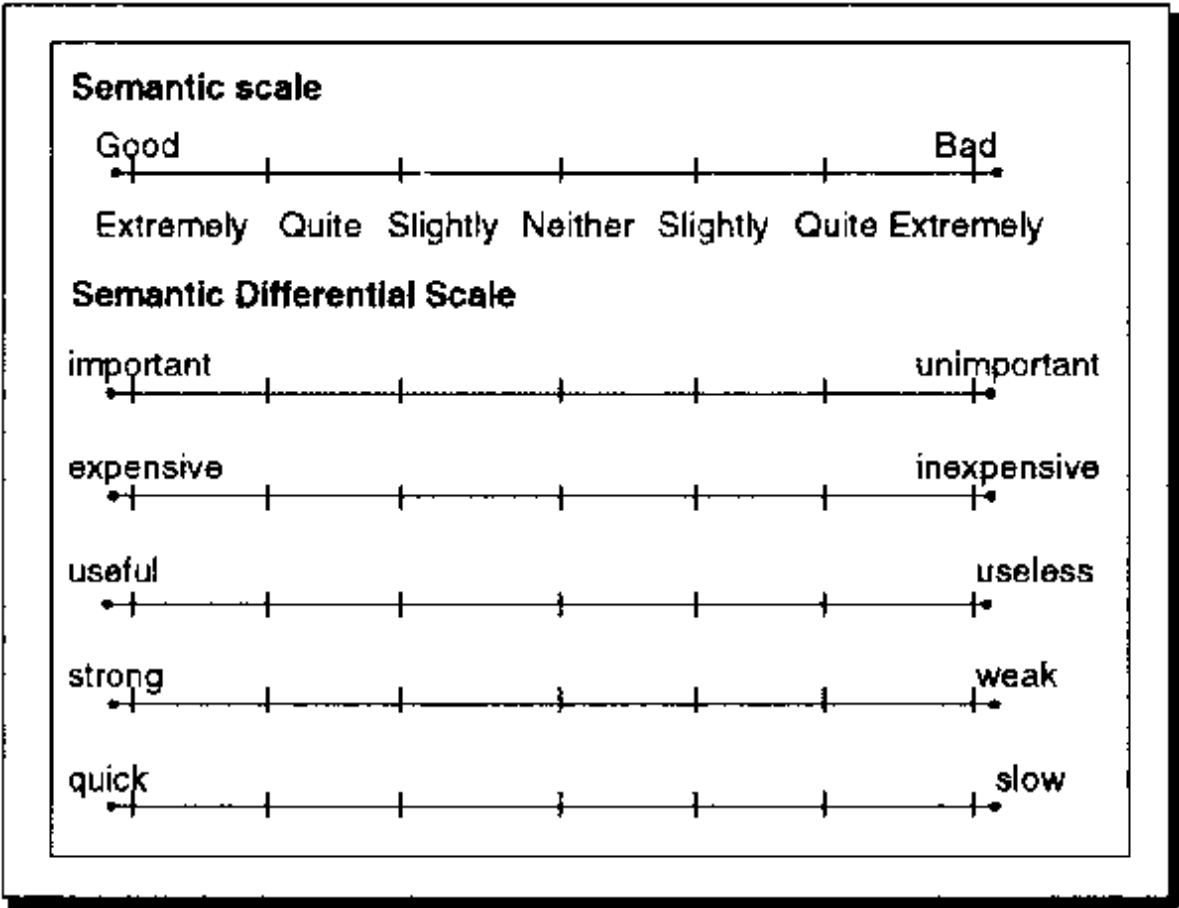 Semantic scale
Good Bad
Extremely Quite Slightly Neither Slightly Quite Extremely
Semantic Differential Scale
important unimportant
expensive inexpensive
useful useless
strong weak
quick slow